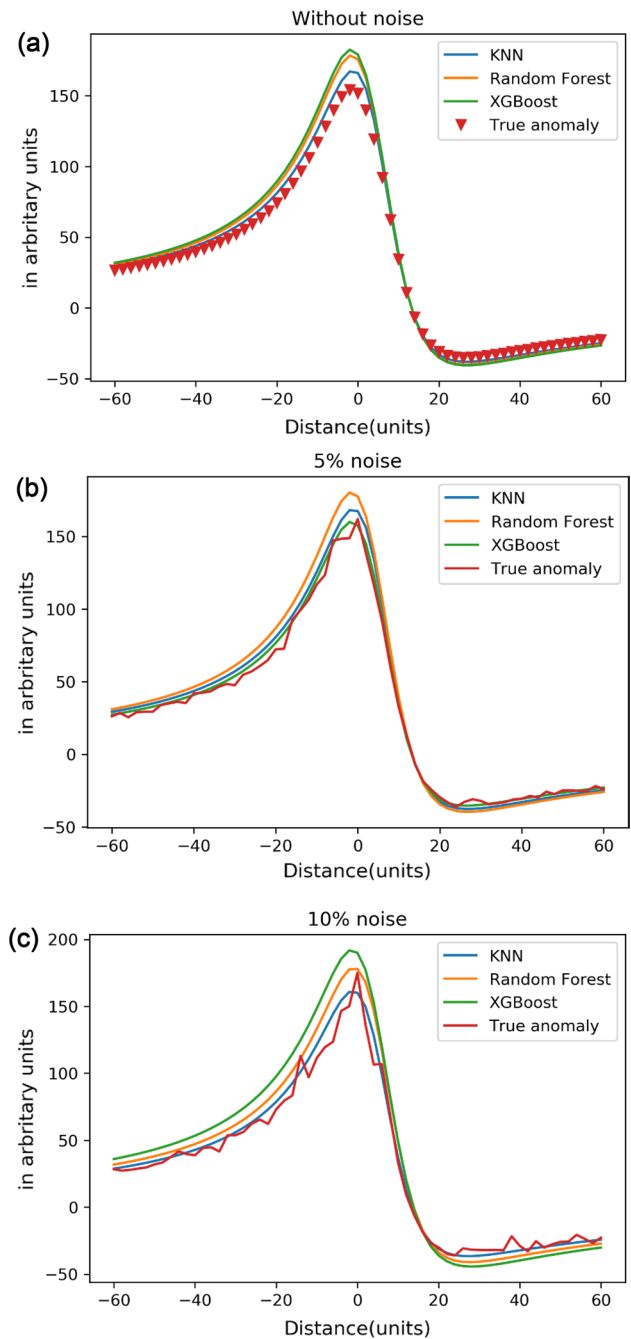 (a)
Without noise
KNN
Random Forest
XGBoost
True anomaly
in arbritary units
150
100
50
0
−50
−60 −40 −20 0 20 40 60
Distance(units)
(b)
5% noise
KNN
Random Forest
XGBoost
True anomaly
in arbritary units
150
100
50
0
−50
−60 −40 −20 0 20 40 60
Distance(units)
(c)
10% noise
KNN
Random Forest
XGBoost
True anomaly
in arbritary units
200
150
100
50
0
−50
−60 −40 −20 0 20 40 60
Distance(units)